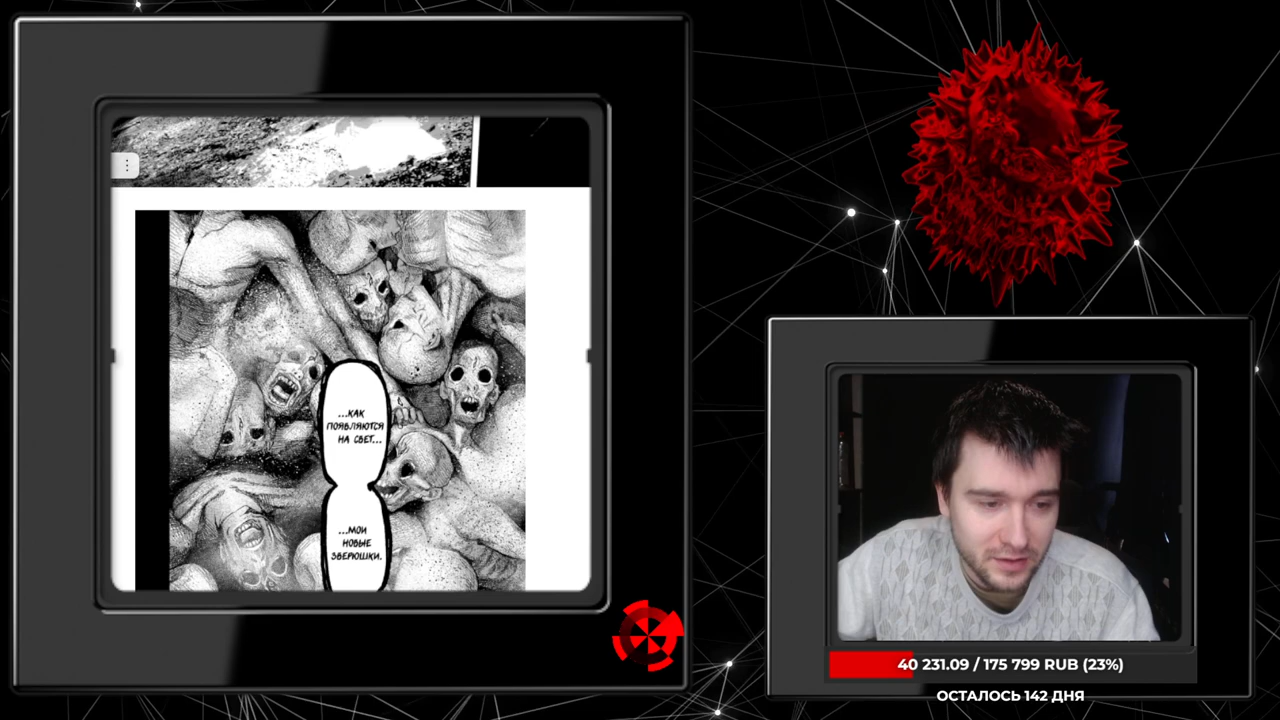 ...КАК
ПОЯВЛЯЮТСЯ
НА СВЕТ...
...МОИ
НОВЫЕ
ЗВЕРЮШКИ.
40 231.09 / 175 799 RUB (23%)
ОСТАЛОСЬ 142 ДНЯ